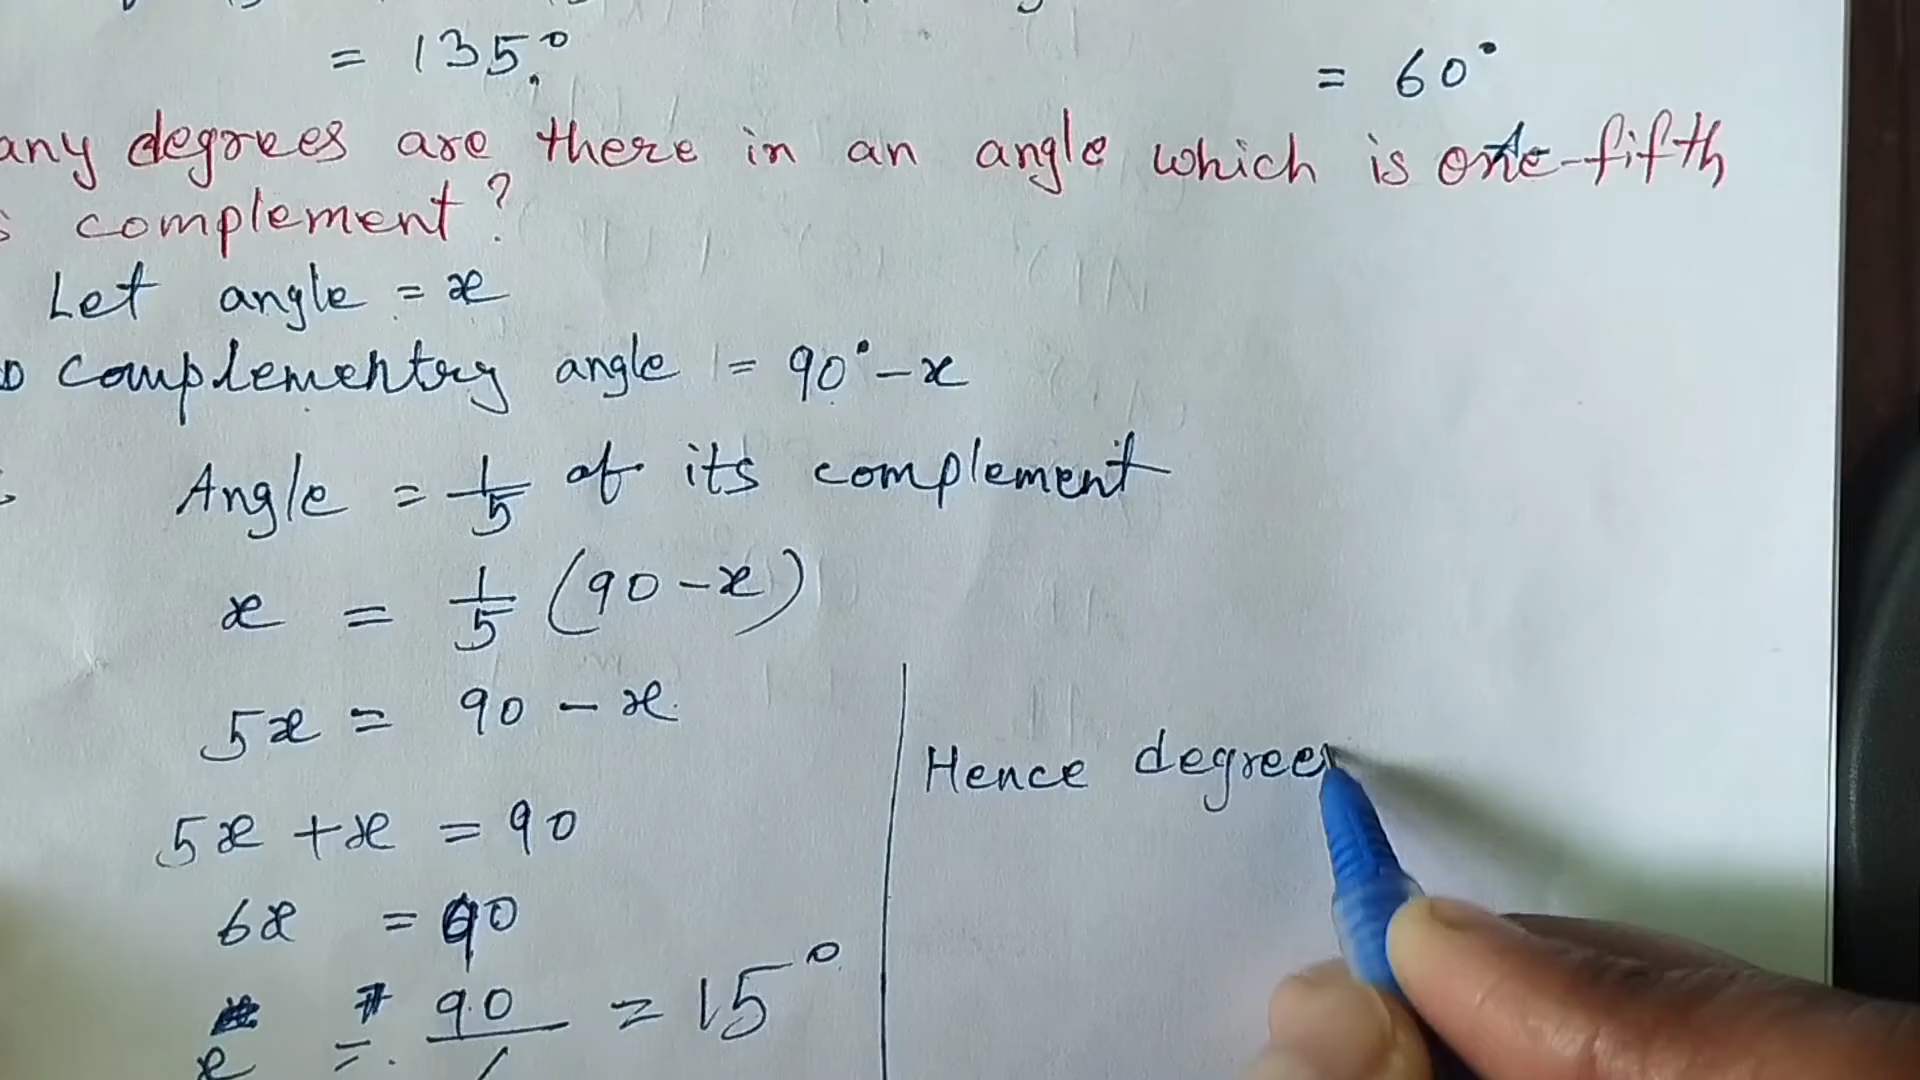 = 135°
= 60°
any degrees are there in an angle which is one-fifth
s complement?
Let angle = x
complementry angle = 90° - x
Angle = 1/5 of its complement
x = 1/5 (90 - x)
5x = 90 - x
5x + x = 90
6x = 90
x = 90/ = 15°
Hence degrees